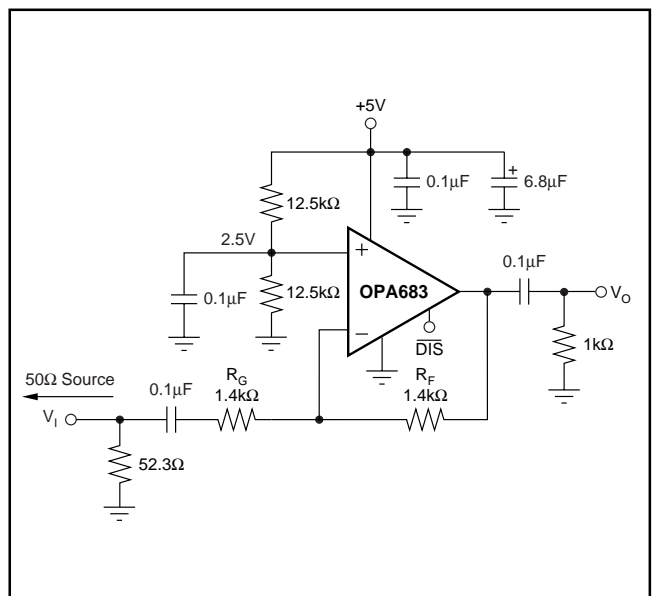 +5V
0.1µF
6.8µF
12.5kΩ
2.5V
+
0.1µF
12.5kΩ
OPA683
0.1µF
V_O
−
DIS
1kΩ
50Ω Source
0.1µF
R_G
1.4kΩ
R_F
1.4kΩ
V_I
52.3Ω